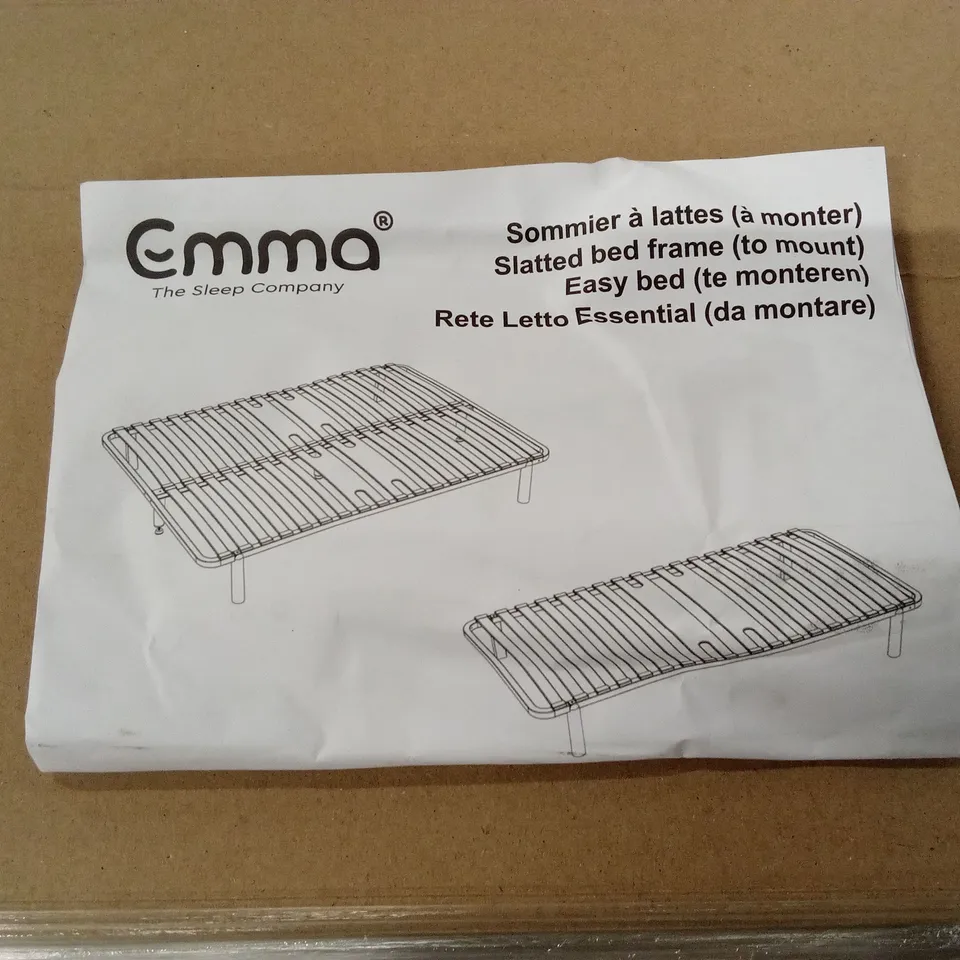 Emma®
The Sleep Company
Sommier à lattes (à monter)
Slatted bed frame (to mount)
Easy bed (te monteren)
Rete Letto Essential (da montare)